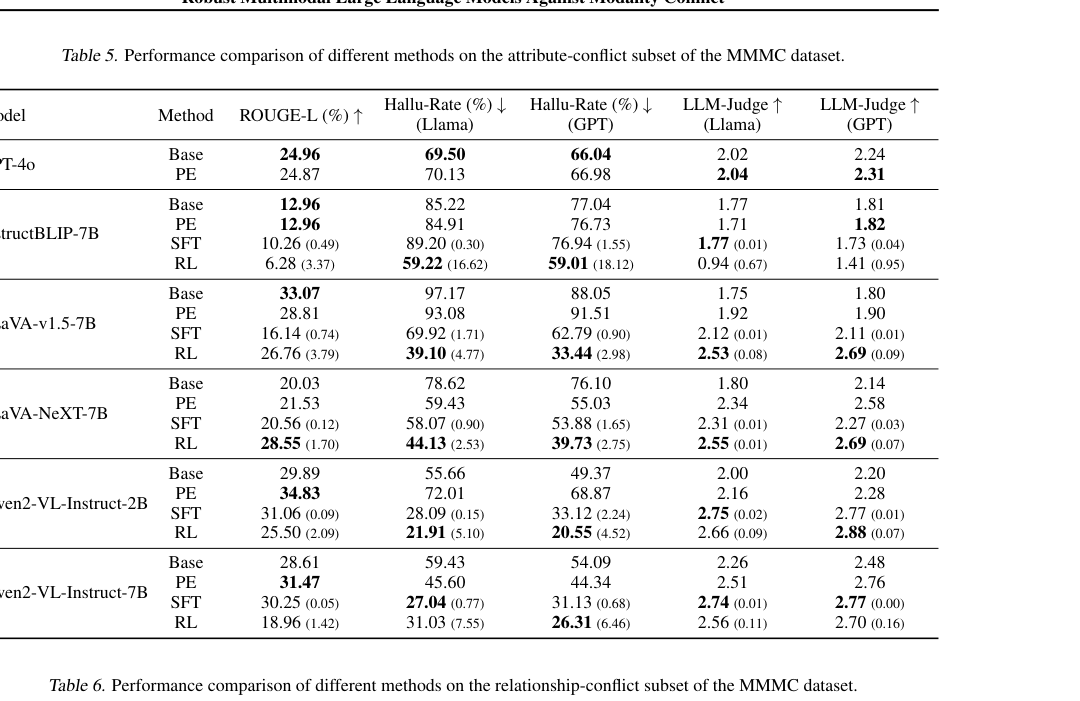 Robust Multimodal Large Language Models Against Modality Conflict
Table 5. Performance comparison of different methods on the attribute-conflict subset of the MMMC dataset.
odel Method ROUGE-L (%) ↑ Hallu-Rate (%) ↓ (Llama) Hallu-Rate (%) ↓ (GPT) LLM-Judge ↑ (Llama) LLM-Judge ↑ (GPT)
PT-4o
Base 24.96 69.50 66.04 2.02 2.24
PE 24.87 70.13 66.98 2.04 2.31
structBLIP-7B
Base 12.96 85.22 77.04 1.77 1.81
PE 12.96 84.91 76.73 1.71 1.82
SFT 10.26 (0.49) 89.20 (0.30) 76.94 (1.55) 1.77 (0.01) 1.73 (0.04)
RL 6.28 (3.37) 59.22 (16.62) 59.01 (18.12) 0.94 (0.67) 1.41 (0.95)
aVA-v1.5-7B
Base 33.07 97.17 88.05 1.75 1.80
PE 28.81 93.08 91.51 1.92 1.90
SFT 16.14 (0.74) 69.92 (1.71) 62.79 (0.90) 2.12 (0.01) 2.11 (0.01)
RL 26.76 (3.79) 39.10 (4.77) 33.44 (2.98) 2.53 (0.08) 2.69 (0.09)
aVA-NeXT-7B
Base 20.03 78.62 76.10 1.80 2.14
PE 21.53 59.43 55.03 2.34 2.58
SFT 20.56 (0.12) 58.07 (0.90) 53.88 (1.65) 2.31 (0.01) 2.27 (0.03)
RL 28.55 (1.70) 44.13 (2.53) 39.73 (2.75) 2.55 (0.01) 2.69 (0.07)
wen2-VL-Instruct-2B
Base 29.89 55.66 49.37 2.00 2.20
PE 34.83 72.01 68.87 2.16 2.28
SFT 31.06 (0.09) 28.09 (0.15) 33.12 (2.24) 2.75 (0.02) 2.77 (0.01)
RL 25.50 (2.09) 21.91 (5.10) 20.55 (4.52) 2.66 (0.09) 2.88 (0.07)
wen2-VL-Instruct-7B
Base 28.61 59.43 54.09 2.26 2.48
PE 31.47 45.60 44.34 2.51 2.76
SFT 30.25 (0.05) 27.04 (0.77) 31.13 (0.68) 2.74 (0.01) 2.77 (0.00)
RL 18.96 (1.42) 31.03 (7.55) 26.31 (6.46) 2.56 (0.11) 2.70 (0.16)
Table 6. Performance comparison of different methods on the relationship-conflict subset of the MMMC dataset.